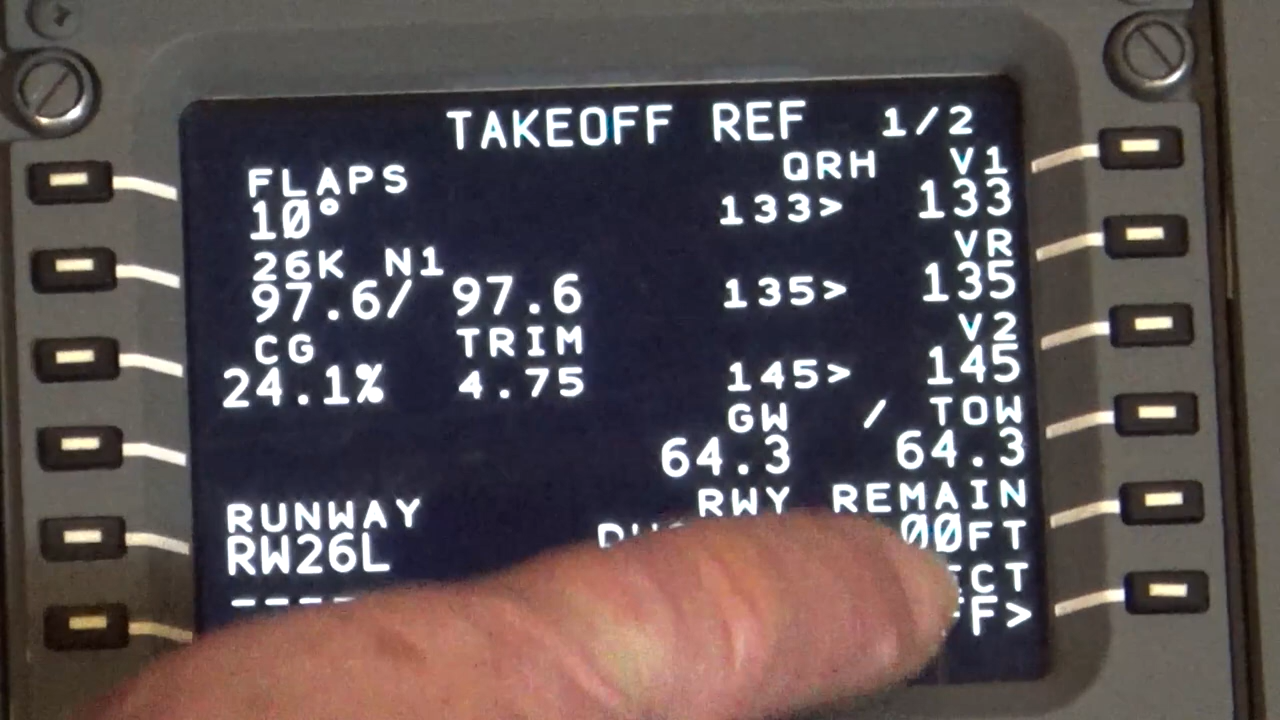 TAKEOFF REF 1/2
FLAPS QRH V1
10° 133> 133
26K N1 VR
97.6/ 97.6 135> 135
CG TRIM V2
24.1% 4.75 145> 145
GW / TOW
64.3 64.3
RUNWAY RWY REMAIN
RW26L 00FT
-----